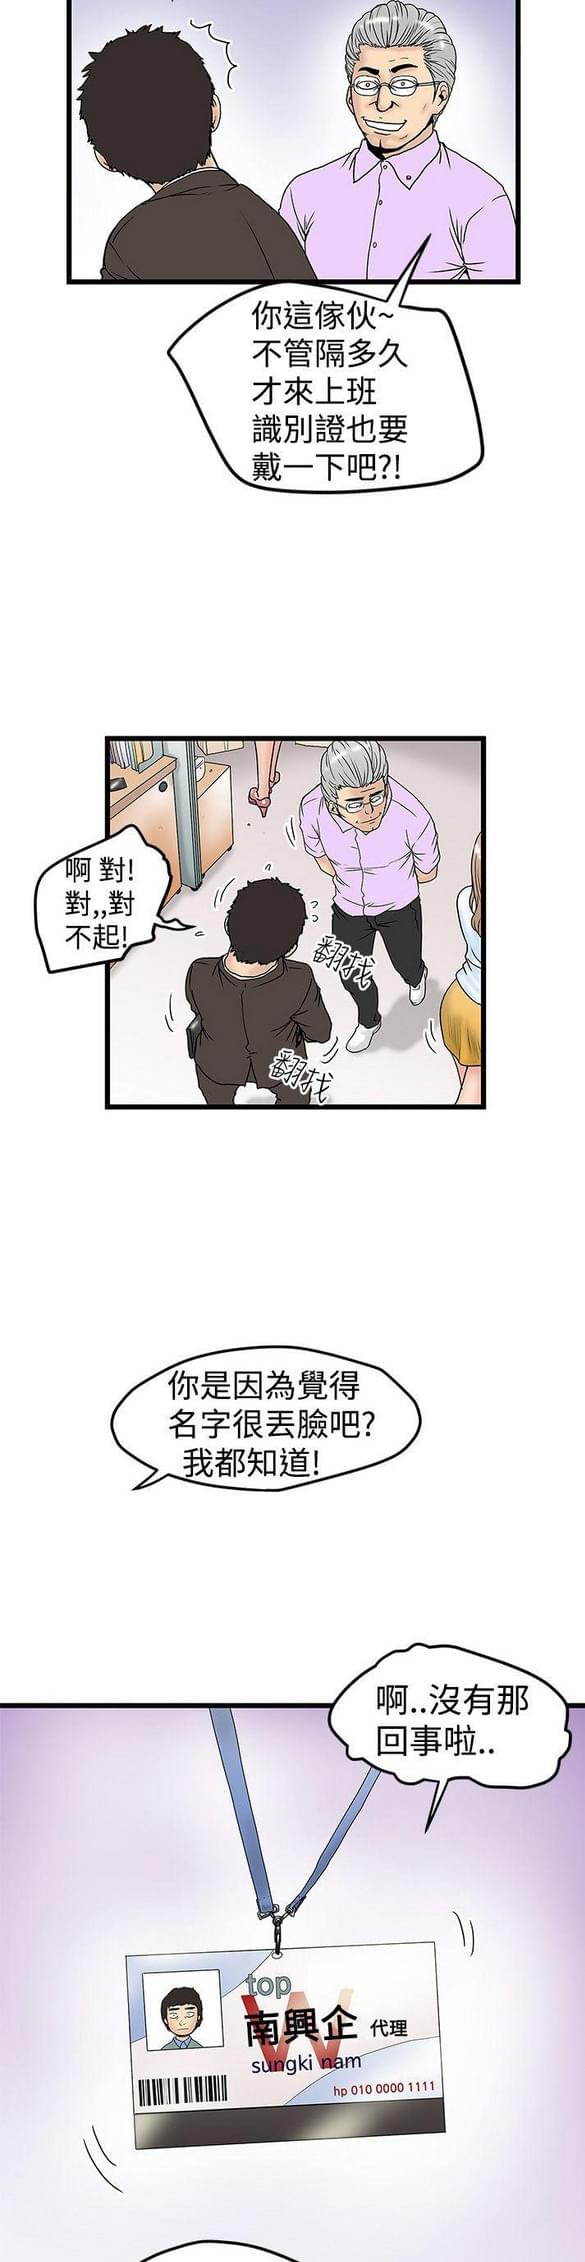 你這傢伙~
不管隔多久
才來上班
識別證也要
戴一下吧?!
啊 對!
對,,對
不起!
翻找
翻找
你是因為覺得
名字很丟臉吧?
我都知道!
啊..沒有那
回事啦..
top
W
南興企 代理
sungki nam
hp 010 0000 1111